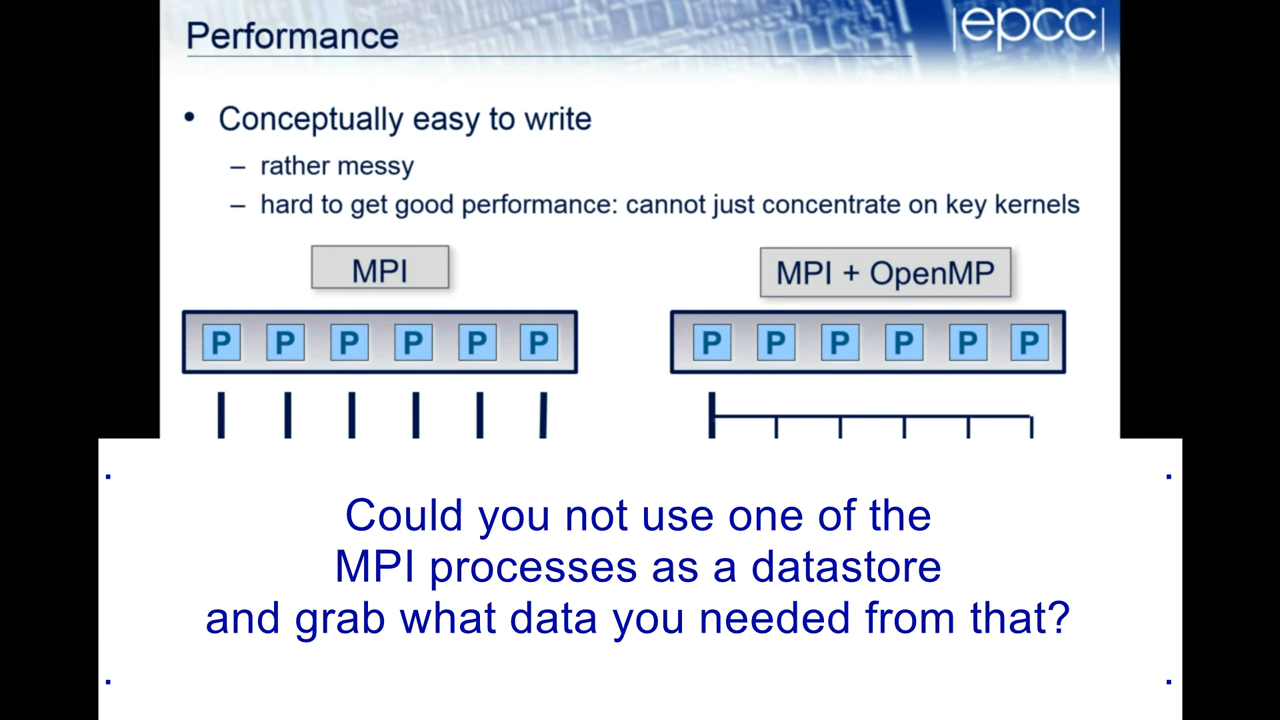 Performance
|epcc|
• Conceptually easy to write
– rather messy
– hard to get good performance: cannot just concentrate on key kernels
MPI
MPI + OpenMP
P P P P P P
P P P P P P
Could you not use one of the
MPI processes as a datastore
and grab what data you needed from that?